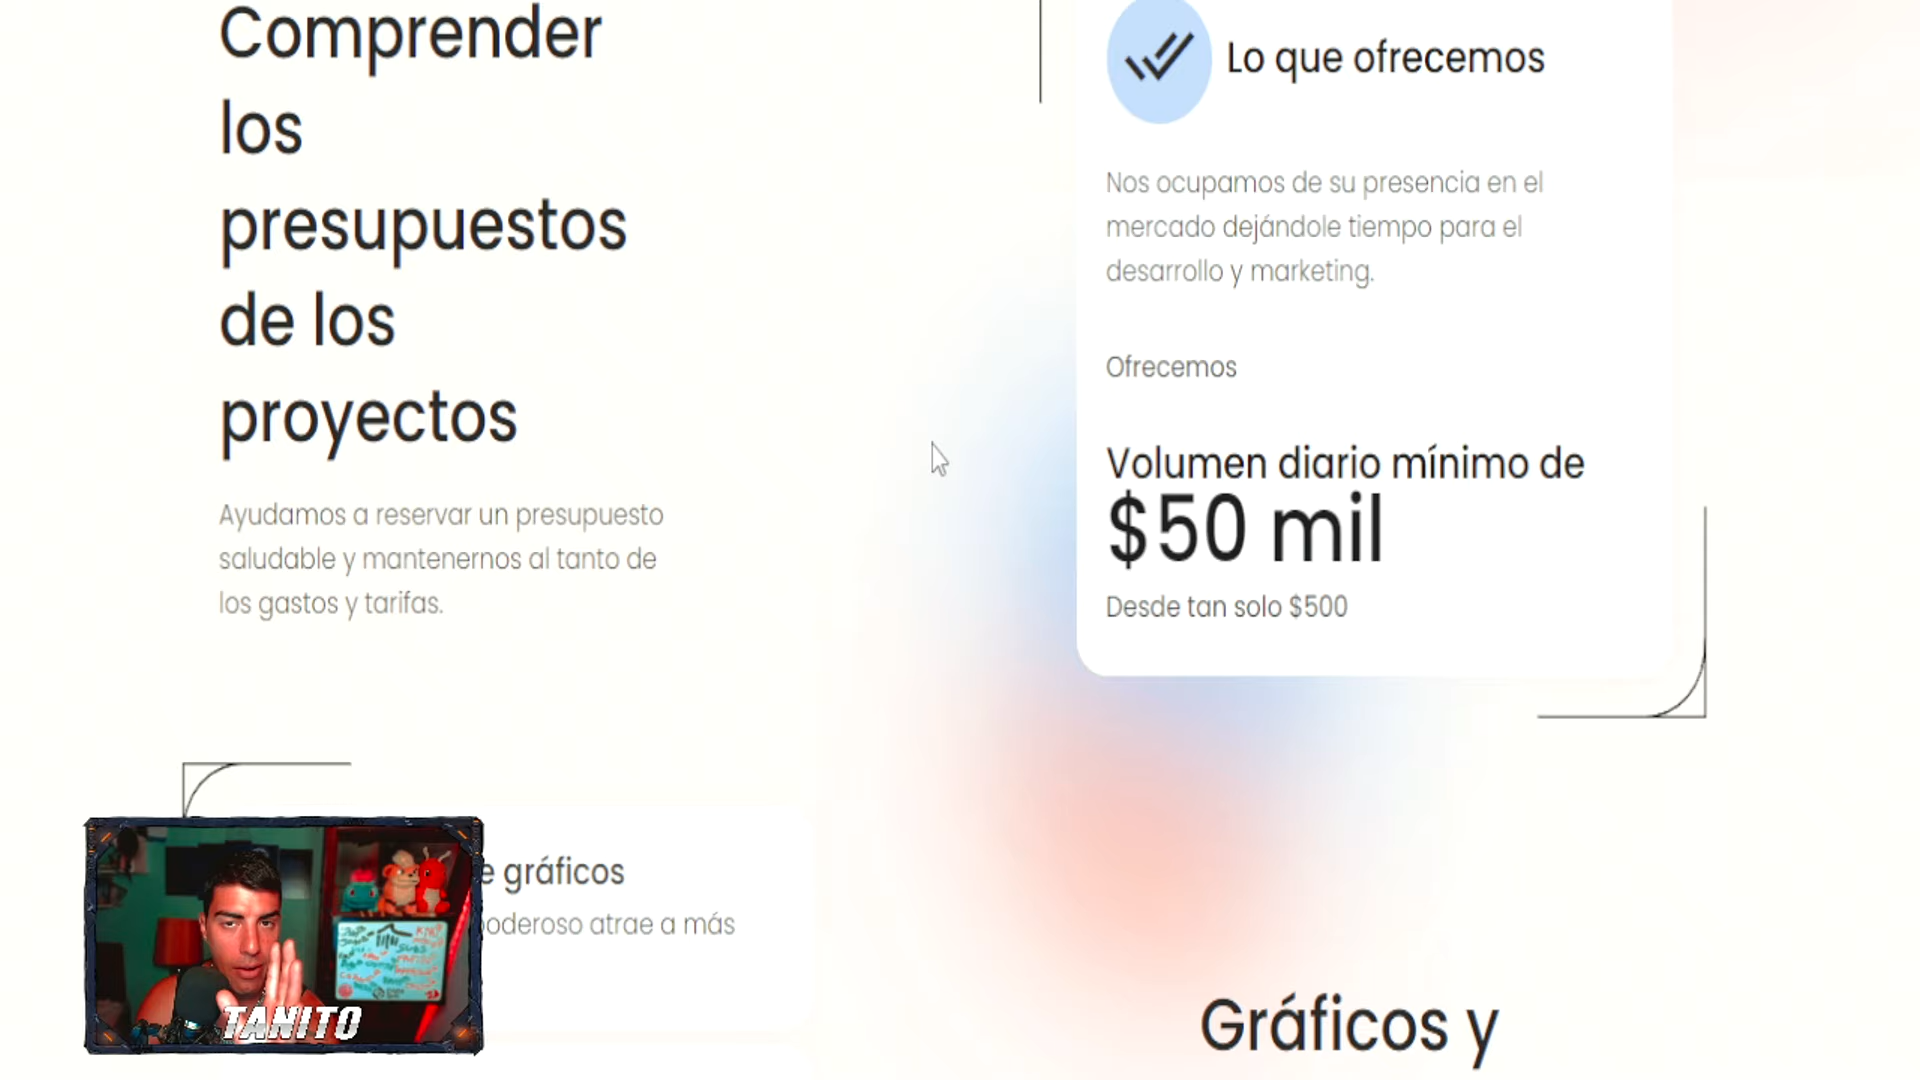 Comprender
los
presupuestos
de los
proyectos
Ayudamos a reservar un presupuesto
saludable y mantenernos al tanto de
los gastos y tarifas.
Lo que ofrecemos
Nos ocupamos de su presencia en el
mercado dejándole tiempo para el
desarrollo y marketing.
Ofrecemos
Volumen diario mínimo de
$50 mil
Desde tan solo $500
e gráficos
poderoso atrae a más
TANITO
Gráficos y